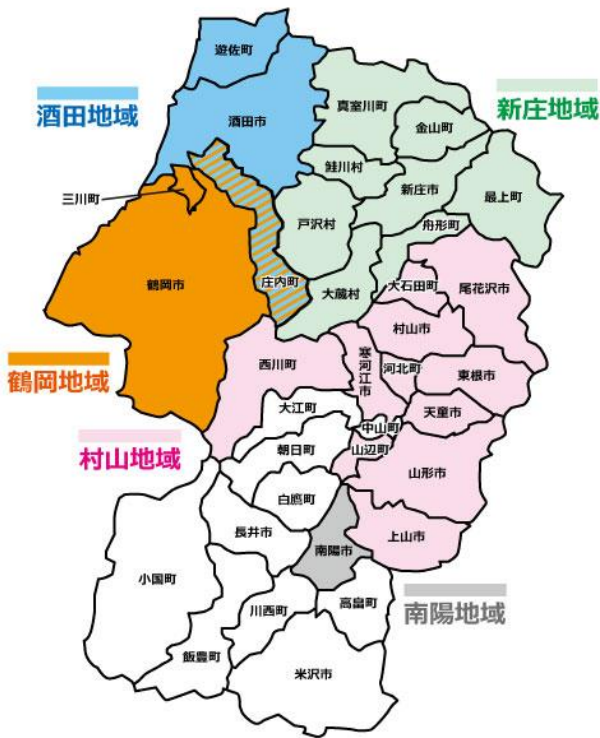 遊佐町
酒田地域
酒田市
真室川町
新庄地域
金山町
鮭川村
新庄市
最上町
三川町
戸沢村
舟形町
鶴岡市
庄内町
大蔵村
大石田町
尾花沢市
村山市
西川町
寒河江市
河北町
東根市
鶴岡地域
大江町
天童市
中山町
村山地域
朝日町
山辺町
山形市
白鷹町
長井市
南陽市
上山市
小国町
川西町
高畠町
南陽地域
飯豊町
米沢市